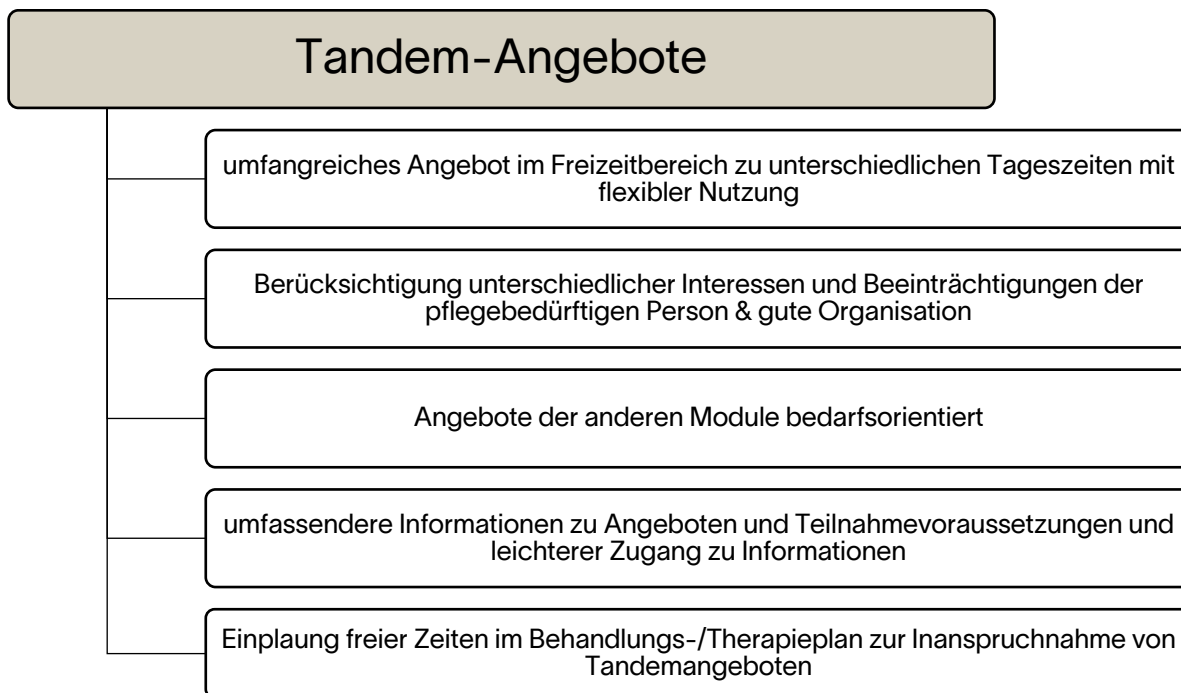 Tandem-Angebote
umfangreiches Angebot im Freizeitbereich zu unterschiedlichen Tageszeiten mit
flexibler Nutzung
Berücksichtigung unterschiedlicher Interessen und Beeinträchtigungen der
pflegebedürftigen Person & gute Organisation
Angebote der anderen Module bedarfsorientiert
umfassendere Informationen zu Angeboten und Teilnahmevoraussetzungen und
leichterer Zugang zu Informationen
Einplaung freier Zeiten im Behandlungs-/Therapieplan zur Inanspruchnahme von
Tandemangeboten